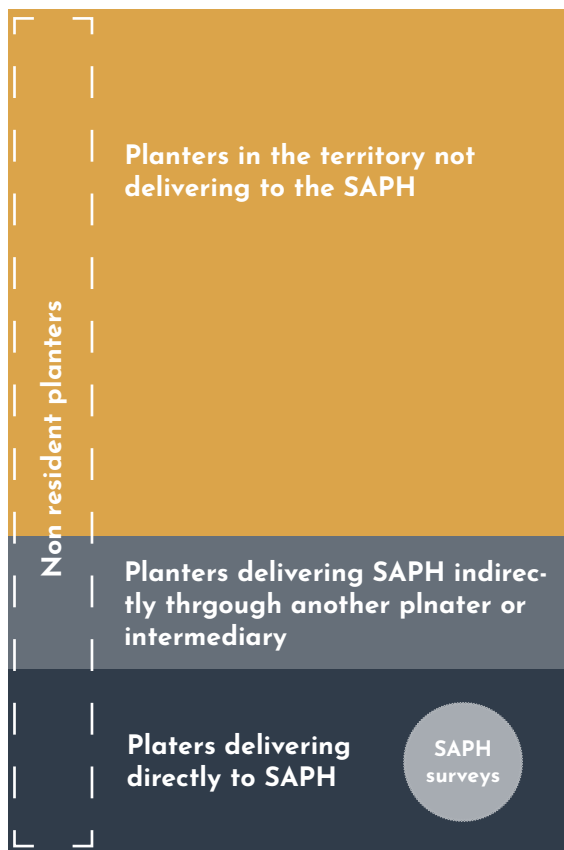 Planters in the territory not
delivering to the SAPH
Non resident planters
Planters delivering SAPH indirec-
tly thrgough another plnater or
intermediary
Platers delivering
directly to SAPH
SAPH
surveys